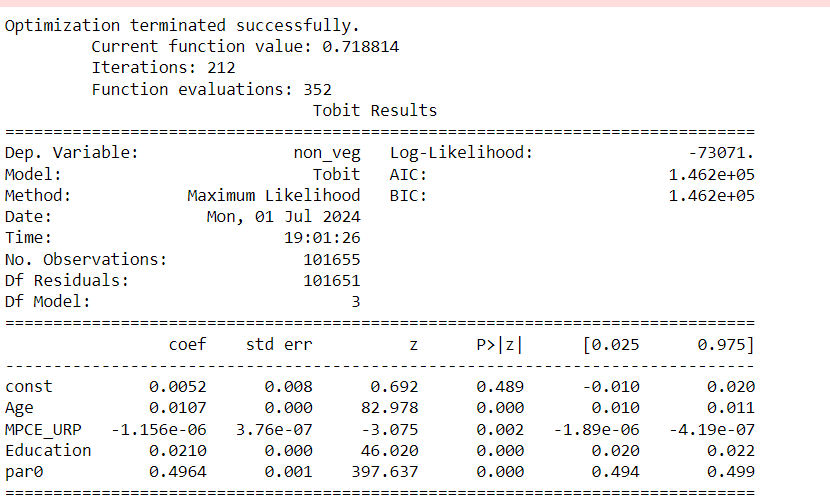 Optimization terminated successfully.
         Current function value: 0.718814
         Iterations: 212
         Function evaluations: 352
                                Tobit Results
==============================================================================
Dep. Variable:                non_veg   Log-Likelihood:                -73071.
Model:                          Tobit   AIC:                         1.462e+05
Method:            Maximum Likelihood   BIC:                         1.462e+05
Date:                Mon, 01 Jul 2024
Time:                        19:01:26
No. Observations:              101655
Df Residuals:                  101651
Df Model:                           3
==============================================================================
                 coef    std err          z      P>|z|      [0.025      0.975]
------------------------------------------------------------------------------
const          0.0052      0.008      0.692      0.489      -0.010       0.020
Age            0.0107      0.000     82.978      0.000       0.010       0.011
MPCE_URP   -1.156e-06   3.76e-07     -3.075      0.002   -1.89e-06   -4.19e-07
Education      0.0210      0.000     46.020      0.000       0.020       0.022
par0           0.4964      0.001    397.637      0.000       0.494       0.499
==============================================================================